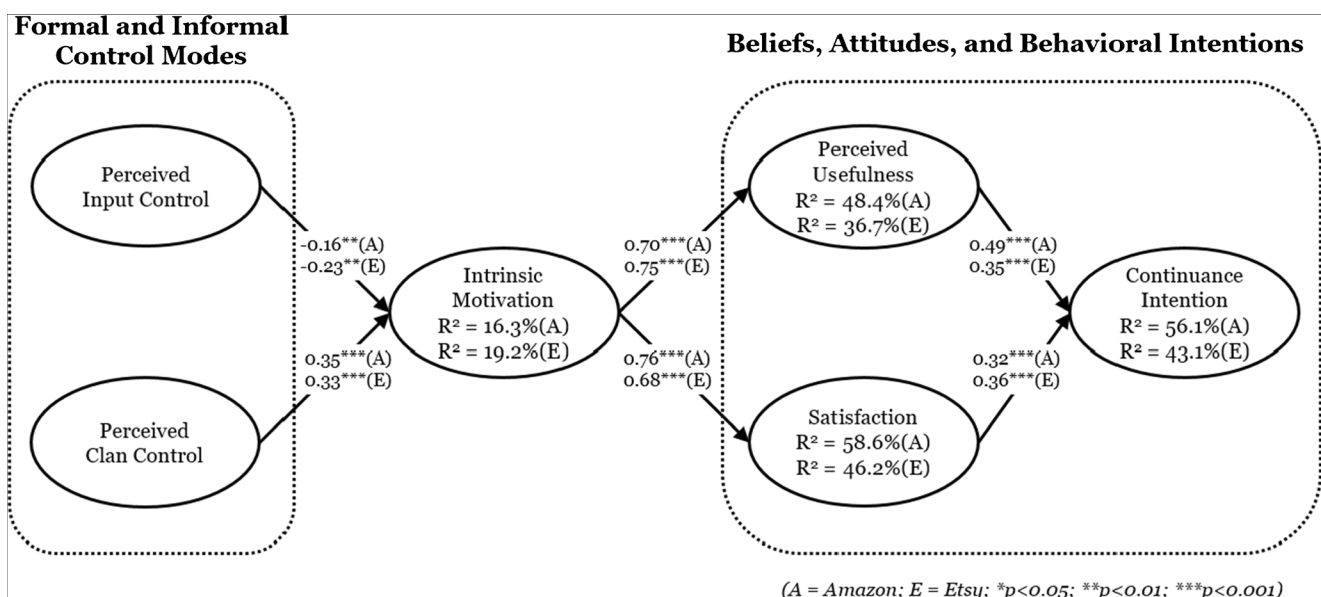 Formal and Informal
Control Modes
Beliefs, Attitudes, and Behavioral Intentions
Perceived
Input Control
Perceived
Clan Control
-0.16**(A)
-0.23**(E)
0.35***(A)
0.33***(E)
Intrinsic
Motivation
R² = 16.3%(A)
R² = 19.2%(E)
0.70***(A)
0.75***(E)
0.76***(A)
0.68***(E)
Perceived
Usefulness
R² = 48.4%(A)
R² = 36.7%(E)
Satisfaction
R² = 58.6%(A)
R² = 46.2%(E)
0.49***(A)
0.35***(E)
0.32***(A)
0.36***(E)
Continuance
Intention
R² = 56.1%(A)
R² = 43.1%(E)
(A = Amazon; E = Etsy; *p<0.05; **p<0.01; ***p<0.001)